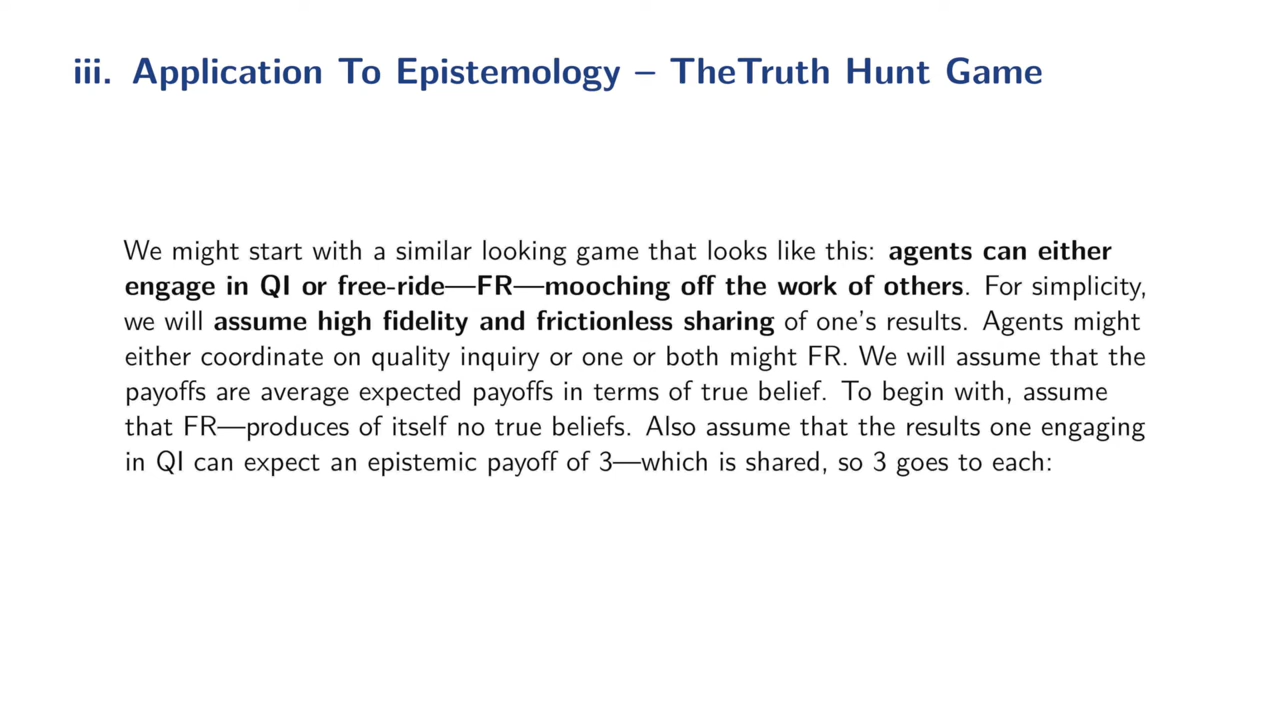 iii. Application To Epistemology – TheTruth Hunt Game
We might start with a similar looking game that looks like this: agents can either
engage in QI or free-ride—FR—mooching off the work of others. For simplicity,
we will assume high fidelity and frictionless sharing of one's results. Agents might
either coordinate on quality inquiry or one or both might FR. We will assume that the
payoffs are average expected payoffs in terms of true belief. To begin with, assume
that FR—produces of itself no true beliefs. Also assume that the results one engaging
in QI can expect an epistemic payoff of 3—which is shared, so 3 goes to each: